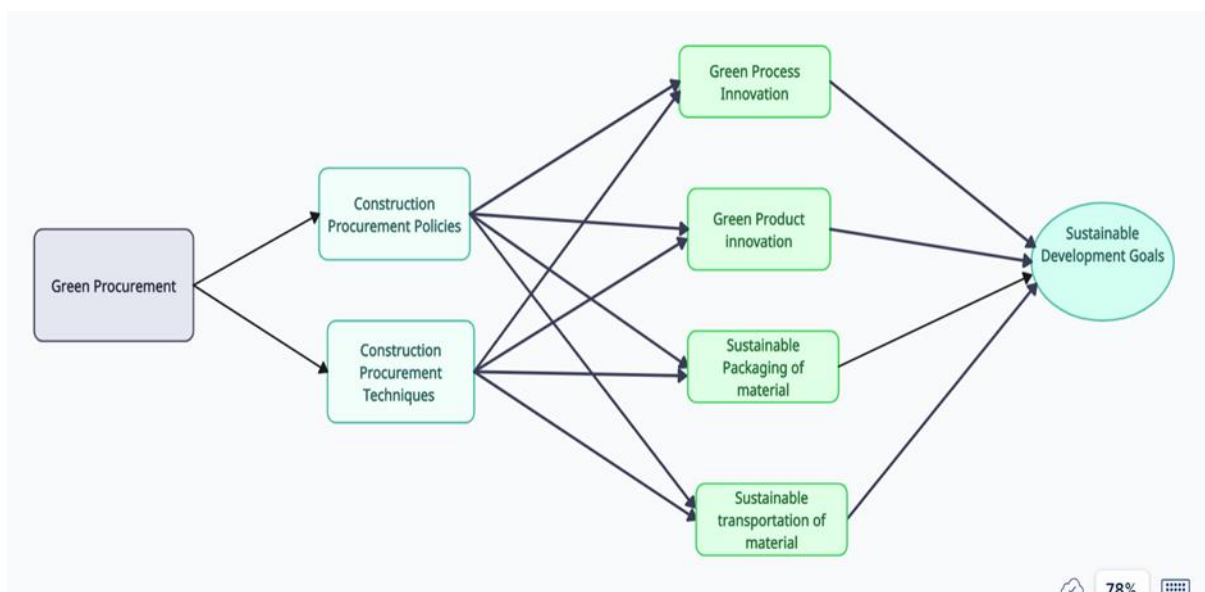 Green Procurement
Construction
Procurement Policies
Construction
Procurement
Techniques
Green Process
Innovation
Green Product
innovation
Sustainable
Packaging of
material
Sustainable
transportation of
material
Sustainable
Development Goals
78%